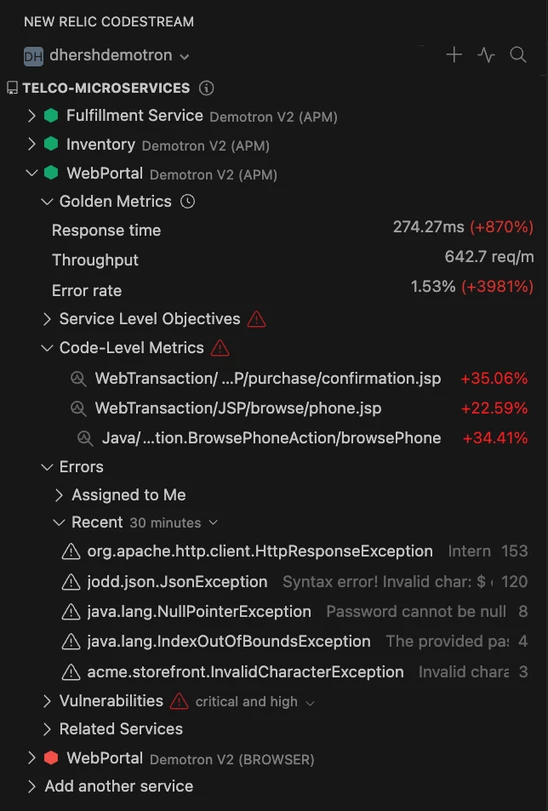 NEW RELIC CODESTREAM
DH dhershdemotron
TELCO-MICROSERVICES
Fulfillment Service Demotron V2 (APM)
Inventory Demotron V2 (APM)
WebPortal Demotron V2 (APM)
Golden Metrics
Response time 274.27ms (+870%)
Throughput 642.7 req/m
Error rate 1.53% (+3981%)
Service Level Objectives
Code-Level Metrics
WebTransaction/ ...P/purchase/confirmation.jsp +35.06%
WebTransaction/JSP/browse/phone.jsp +22.59%
Java/...tion.BrowsePhoneAction/browsePhone +34.41%
Errors
Assigned to Me
Recent 30 minutes
org.apache.http.client.HttpResponseException Intern 153
jodd.json.JsonException Syntax error! Invalid char: $ 120
java.lang.NullPointerException Password cannot be null 8
java.lang.IndexOutOfBoundsException The provided pas 4
acme.storefront.InvalidCharacterException Invalid chara 3
Vulnerabilities critical and high
Related Services
WebPortal Demotron V2 (BROWSER)
Add another service